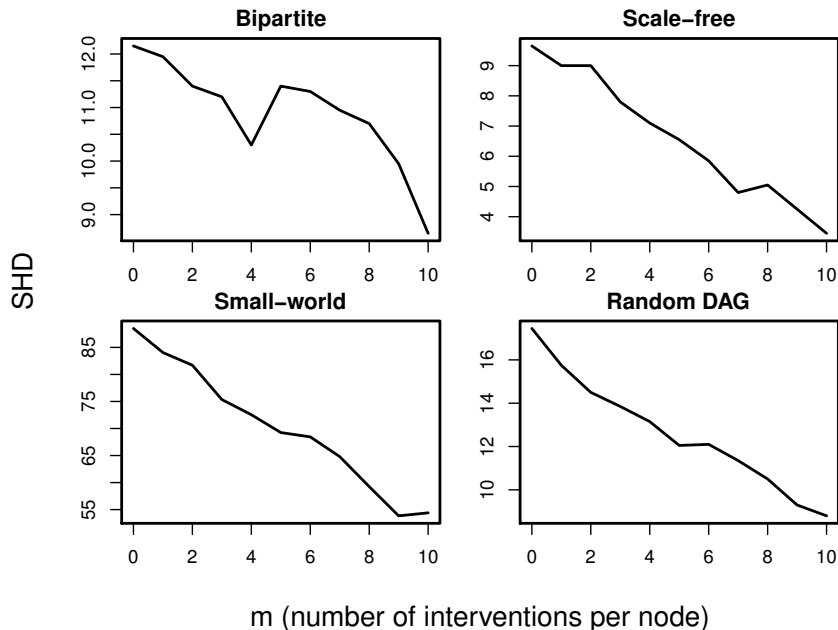 Bipartite
12.0
11.0
10.0
9.0
0 2 4 6 8 10
Scale−free
9
8
7
6
5
4
0 2 4 6 8 10
SHD
Small−world
85
75
65
55
0 2 4 6 8 10
Random DAG
16
14
12
10
0 2 4 6 8 10
m (number of interventions per node)